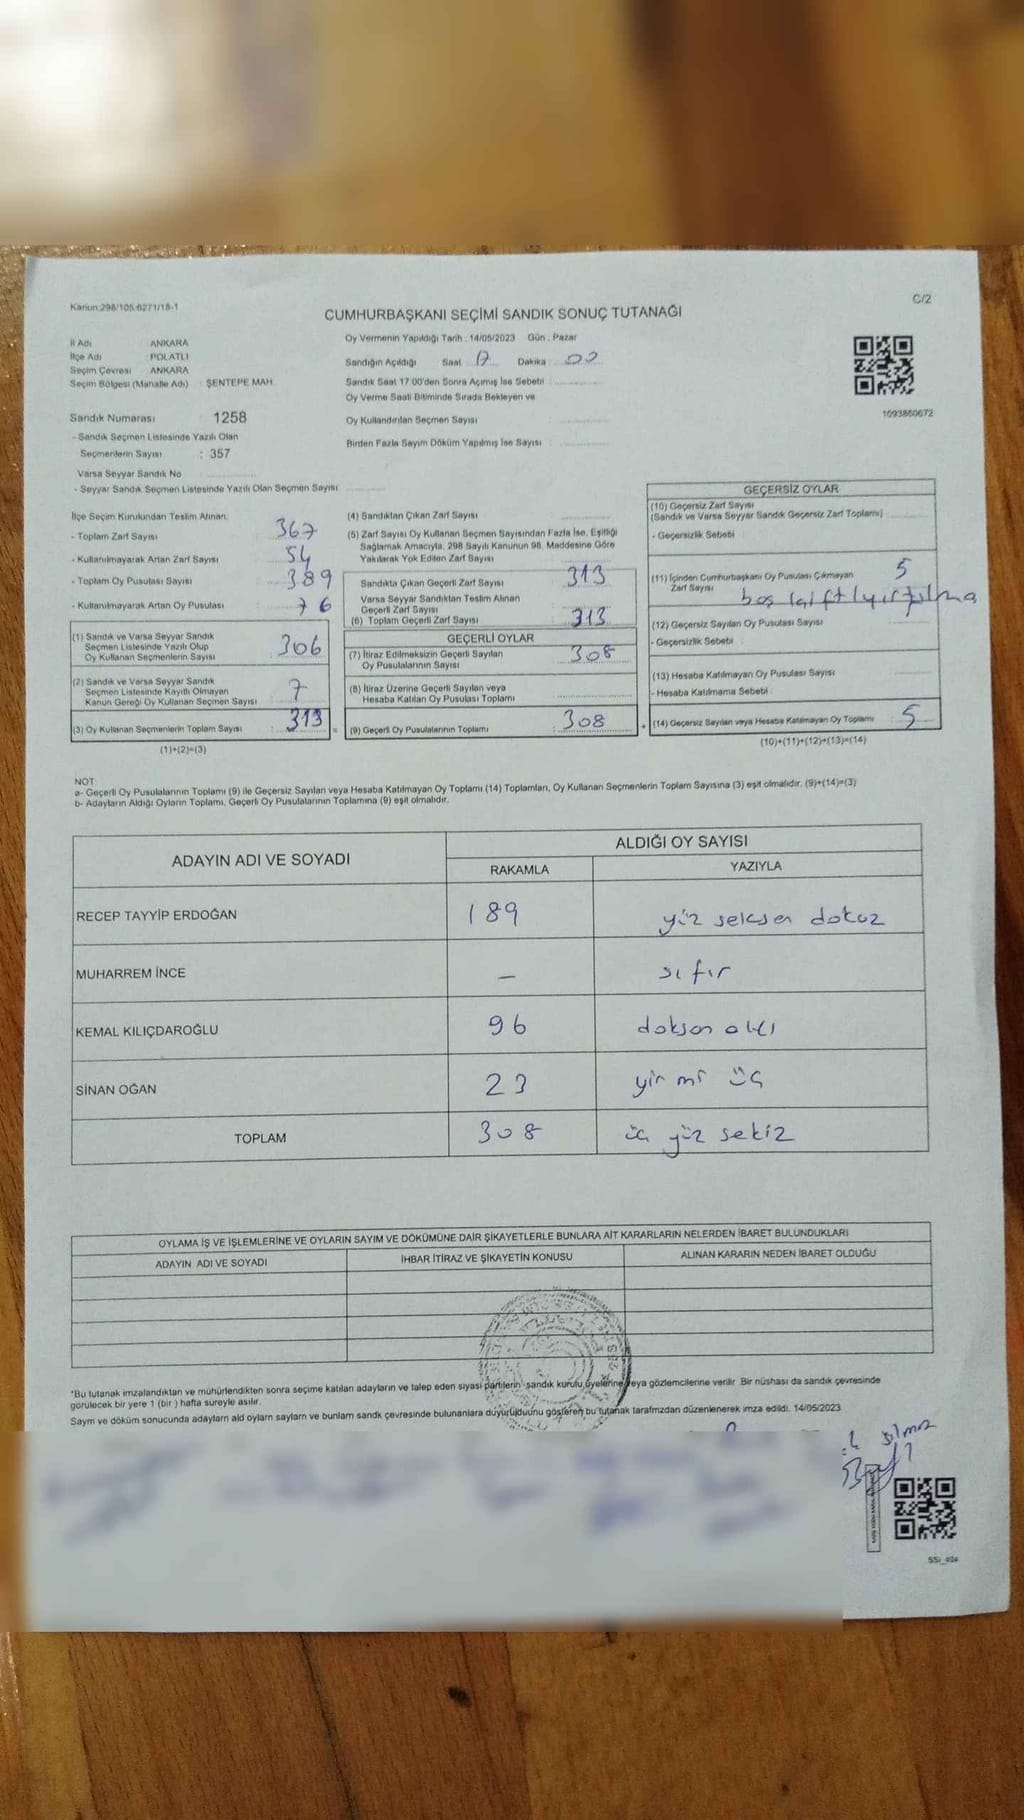 Kanun:298/105.6271/18-1
C/2
CUMHURBAŞKANI SEÇİMİ SANDIK SONUÇ TUTANAĞI
İl Adı ANKARA
İlçe Adı POLATLI
Seçim Çevresi ANKARA
Seçim Bölgesi (Mahalle Adı) : ŞENTEPE MAH.
Sandık Numarası : 1258
- Sandık Seçmen Listesinde Yazılı Olan
Seçmenlerin Sayısı : 357
Varsa Seyyar Sandık No
- Seyyar Sandık Seçmen Listesinde Yazılı Olan Seçmen Sayısı
Oy Vermenin Yapıldığı Tarih : 14/05/2023 Gün : Pazar
Sandığın Açıldığı Saat 17 Dakika : 00
Sandık Saat 17:00'den Sonra Açımış İse Sebebi :
Oy Verme Saati Bitiminde Sırada Bekleyen ve
Oy Kullandırılan Seçmen Sayısı :
Birden Fazla Sayım Döküm Yapılmış İse Sayısı :
1093860672
İlçe Seçim Kurulundan Teslim Alınan:
- Toplam Zarf Sayısı 367
- Kullanılmayarak Artan Zarf Sayısı 54
- Toplam Oy Pusulası Sayısı 389
- Kullanılmayarak Artan Oy Pusulası 76
(1) Sandık ve Varsa Seyyar Sandık
Seçmen Listesinde Yazılı Olup
Oy Kullanan Seçmenlerin Sayısı 306
(2) Sandık ve Varsa Seyyar Sandık
Seçmen Listesinde Kayıtlı Olmayan
Kanun Gereği Oy Kullanan Seçmen Sayısı 7
(3) Oy Kullanan Seçmenlerin Toplam Sayısı 313
(1)+(2)=(3)
(4) Sandıktan Çıkan Zarf Sayısı
(5) Zarf Sayısı Oy Kullanan Seçmen Sayısından Fazla İse, Eşitliği
Sağlamak Amacıyla, 298 Sayılı Kanunun 98. Maddesine Göre
Yakılarak Yok Edilen Zarf Sayısı
Sandıkta Çıkan Geçerli Zarf Sayısı 313
Varsa Seyyar Sandıktan Teslim Alınan
Geçerli Zarf Sayısı
(6) Toplam Geçerli Zarf Sayısı 313
GEÇERLİ OYLAR
(7) İtiraz Edilmeksizin Geçerli Sayılan
Oy Pusulalarının Sayısı 308
(8) İtiraz Üzerine Geçerli Sayılan veya
Hesaba Katılan Oy Pusulası Toplamı
= (9) Geçerli Oy Pusulalarının Toplamı 308
GEÇERSİZ OYLAR
(10) Geçersiz Zarf Sayısı
(Sandık ve Varsa Seyyar Sandık Geçersiz Zarf Toplamı)
- Geçersizlik Sebebi
(11) İçinden Cumhurbaşkanı Oy Pusulası Çıkmayan
Zarf Sayısı 5
boş
(12) Geçersiz Sayılan Oy Pusulası Sayısı
- Geçersizlik Sebebi :
(13) Hesaba Katılmayan Oy Pusulası Sayısı
- Hesaba Katılmama Sebebi
+ (14) Geçersiz Sayılan veya Hesaba Katılmayan Oy Toplamı 5
(10)+(11)+(12)+(13)=(14)
NOT
a- Geçerli Oy Pusulalarının Toplamı (9) ile Geçersiz Sayılan veya Hesaba Katılmayan Oy Toplamı (14) Toplamları, Oy Kullanan Seçmenlerin Toplam Sayısına (3) eşit olmalıdır. (9)+(14)=(3)
b- Adayların Aldığı Oyların Toplamı, Geçerli Oy Pusulalarının Toplamına (9) eşit olmalıdır.
ADAYIN ADI VE SOYADI
ALDIĞI OY SAYISI
RAKAMLA YAZIYLA
RECEP TAYYİP ERDOĞAN 189 yüz seksen dokuz
MUHARREM İNCE – sıfır
KEMAL KILIÇDAROĞLU 96 doksan altı
SİNAN OĞAN 23 yirmi üç
TOPLAM 308 üç yüz sekiz
OYLAMA İŞ VE İŞLEMLERİNE VE OYLARIN SAYIM VE DÖKÜMÜNE DAİR ŞİKAYETLERLE BUNLARA AİT KARARLARIN NELERDEN İBARET BULUNDUKLARI
ADAYIN ADI VE SOYADI İHBAR İTİRAZ VE ŞİKAYETİN KONUSU ALINAN KARARIN NEDEN İBARET OLDUĞU
*Bu tutanak imzalandıktan ve mühürlendikten sonra seçime katılan adayların ve talep eden siyasi partilerin sandık kurulu üyelerine veya gözlemcilerine verilir. Bir nüshası da sandık çevresinde
görülecek bir yere 1 (bir ) hafta süreyle asılır.
Sayım ve döküm sonucunda adayların ald oyların sayların ve bunlarn sandk çevresinde bulunanlara duyurulduunu gösteren bu tutanak tarafmzdan düzenlenerek imza edildi. 14/05/2023
SSi_404